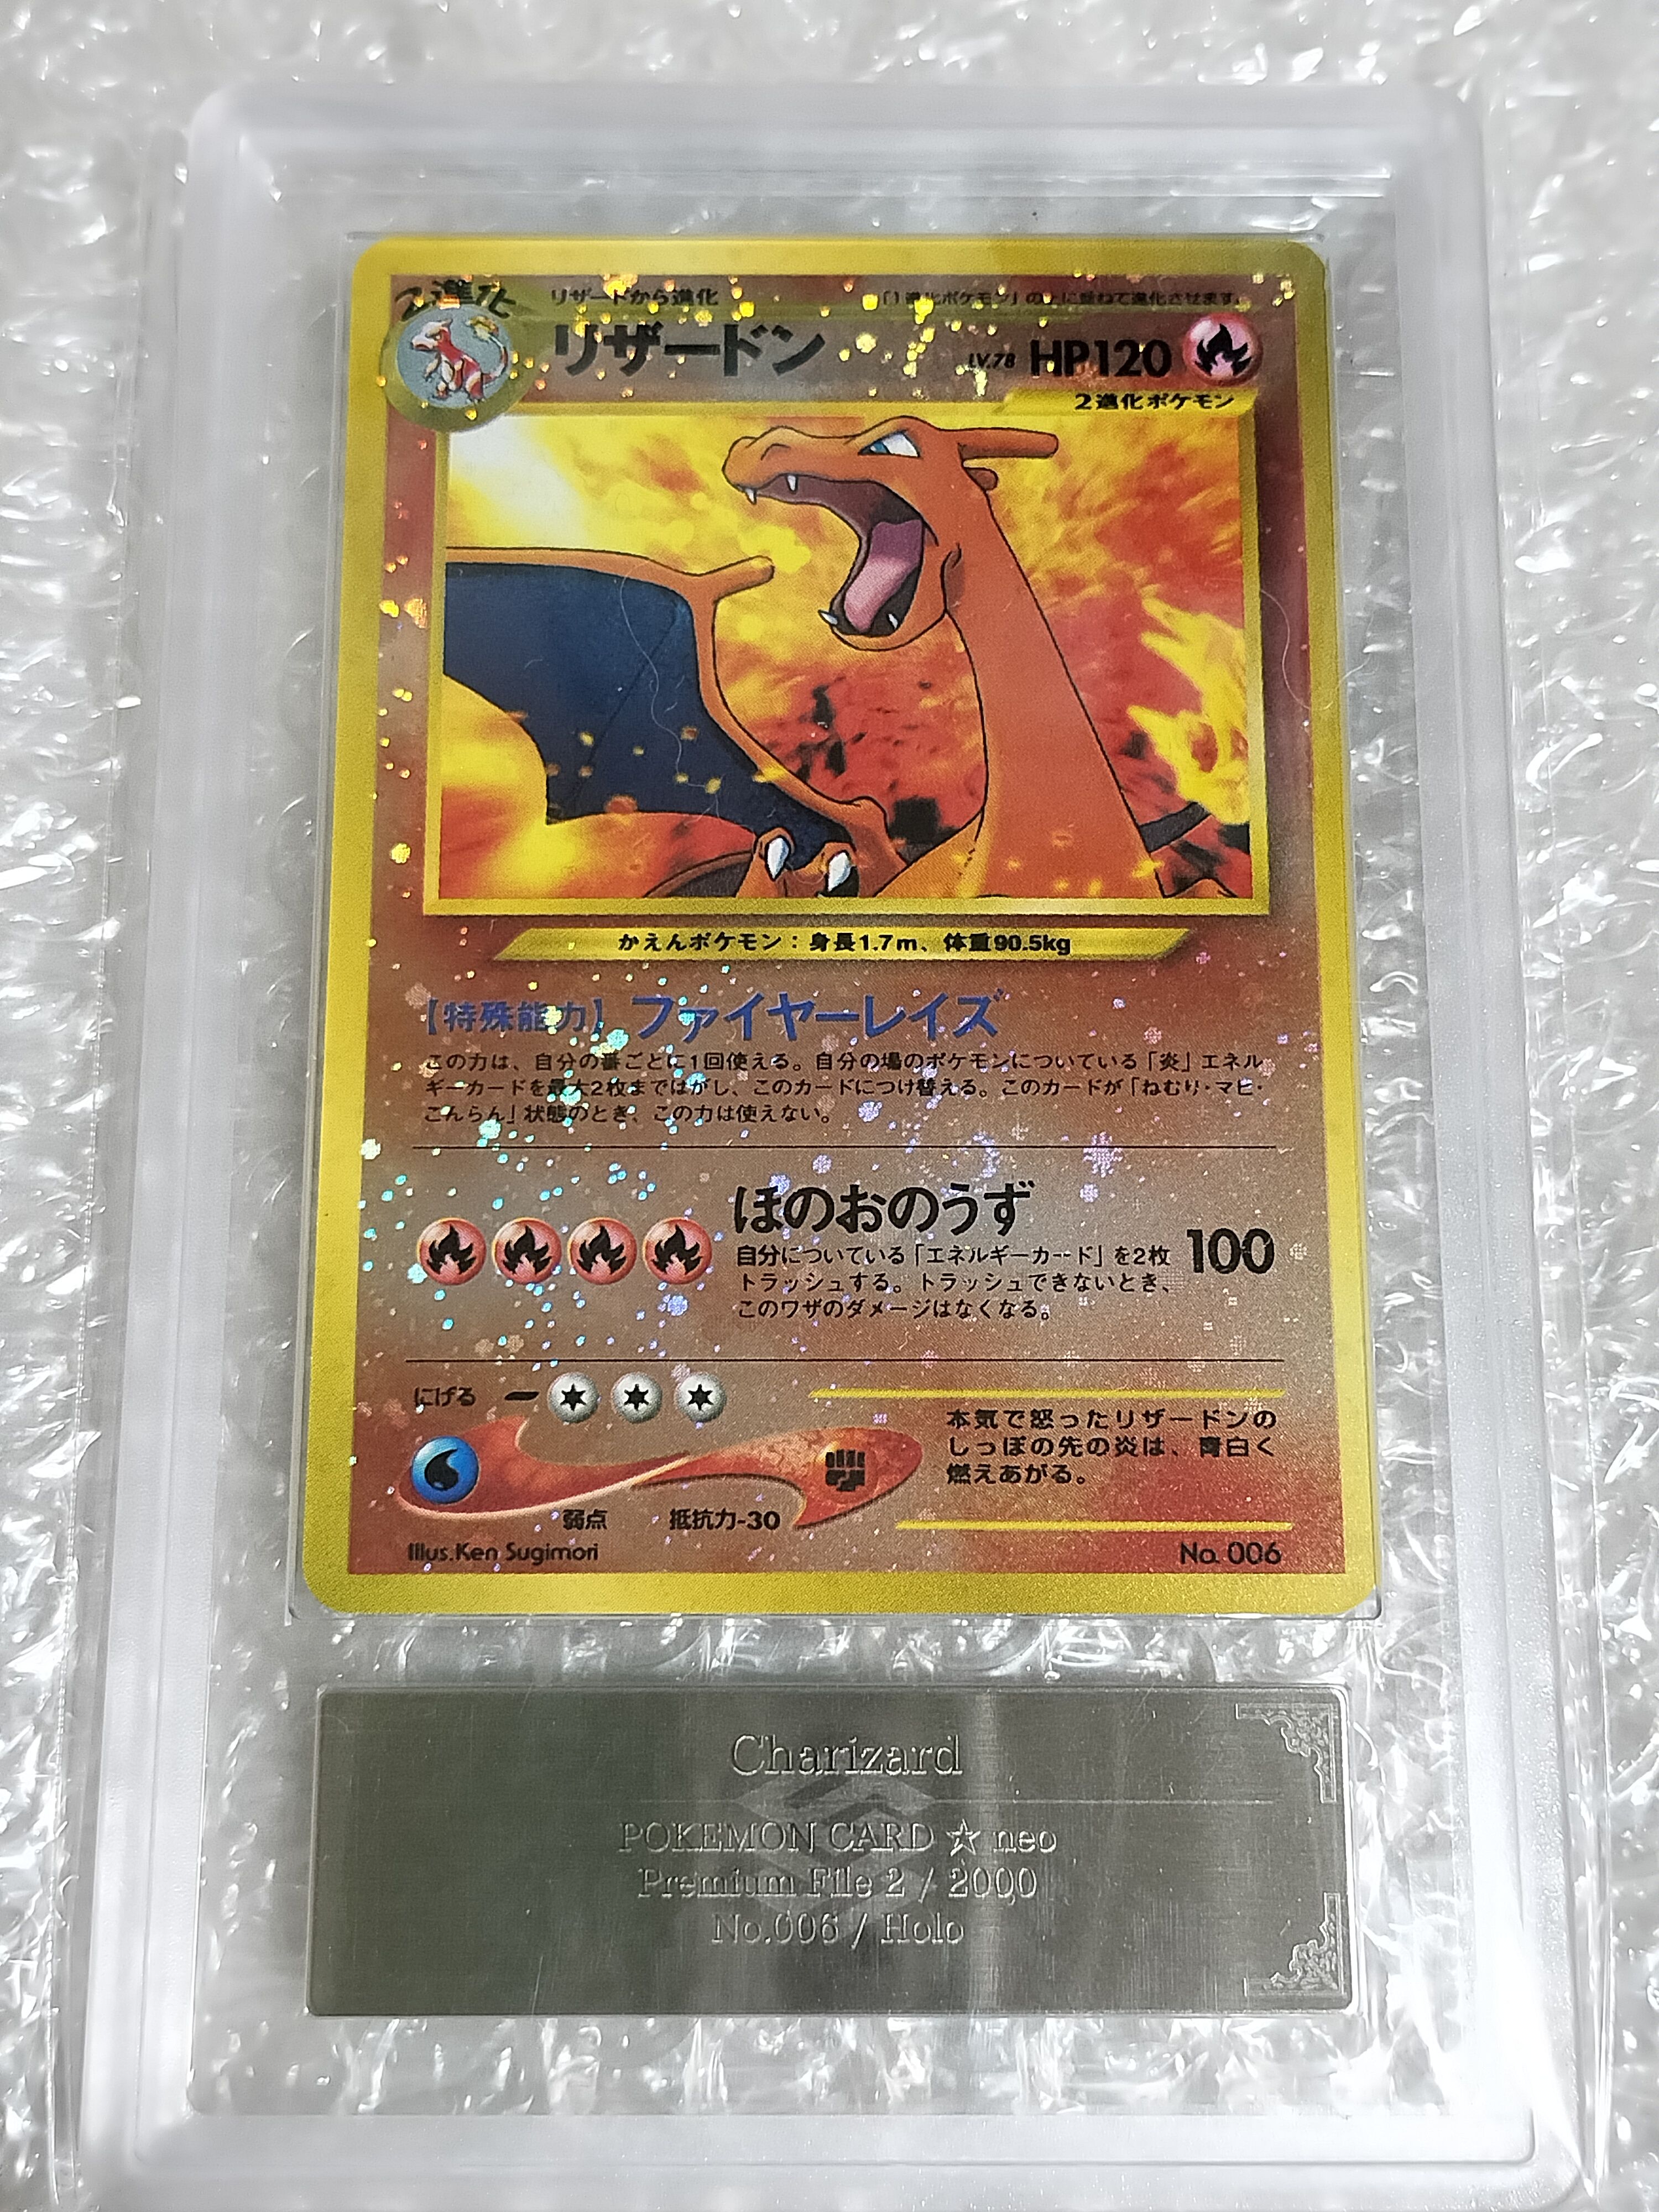 2進化
リザードから進化
「1進化ポケモン」の上に重ねて進化させます。
リザードン LV.78 HP120
2進化ポケモン
かえんポケモン：身長1.7m、体重90.5kg
【特殊能力】ファイヤーレイズ
この力は、自分の番ごとに1回使える。自分の場のポケモンについている「炎」エネル
ギーカードを最大2枚まではがし、このカードにつけ替える。このカードが「ねむり・マヒ・
こんらん」状態のとき、この力は使えない。
ほのおのうず
自分についている「エネルギーカード」を2枚
トラッシュする。トラッシュできないとき、
このワザのダメージはなくなる。
100
にげる
本気で怒ったリザードンの
しっぽの先の炎は、青白く
燃えあがる。
弱点 抵抗力-30
Illus.Ken Sugimori
No. 006
Charizard
POKEMON CARD ☆ neo
Premium File 2 / 2000
No.006 / Holo